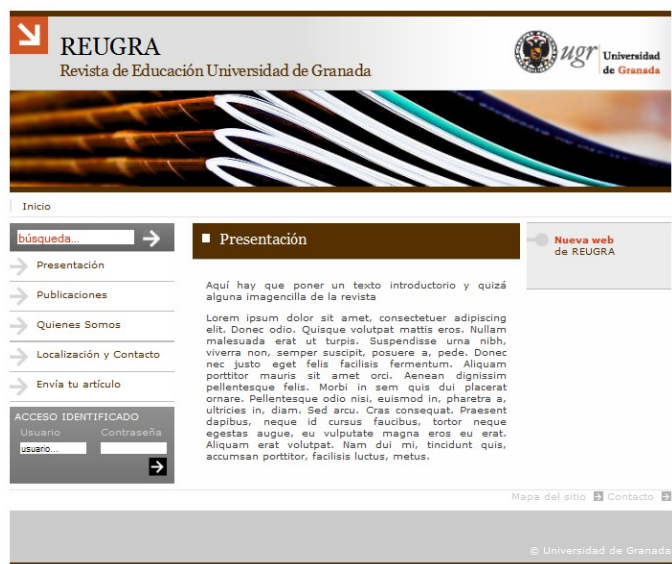 REUGRA
Revista de Educación Universidad de Granada
ugr
Universidad
de Granada
Inicio
búsqueda...
Presentación
Publicaciones
Quienes Somos
Localización y Contacto
Envía tu artículo
ACCESO IDENTIFICADO
Usuario Contraseña
usuario...
Presentación
Aquí hay que poner un texto introductorio y quizá
alguna imagencilla de la revista
Lorem ipsum dolor sit amet, consectetuer adipiscing
elit. Donec odio. Quisque volutpat mattis eros. Nullam
malesuada erat ut turpis. Suspendisse urna nibh,
viverra non, semper suscipit, posuere a, pede. Donec
nec justo eget felis facilisis fermentum. Aliquam
porttitor mauris sit amet orci. Aenean dignissim
pellentesque felis. Morbi in sem quis dui placerat
ornare. Pellentesque odio nisi, euismod in, pharetra a,
ultricies in, diam. Sed arcu. Cras consequat. Praesent
dapibus, neque id cursus faucibus, tortor neque
egestas augue, eu vulputate magna eros eu erat.
Aliquam erat volutpat. Nam dui mi, tincidunt quis,
accumsan porttitor, facilisis luctus, metus.
Nueva web
de REUGRA
Mapa del sitio Contacto
© Universidad de Granada